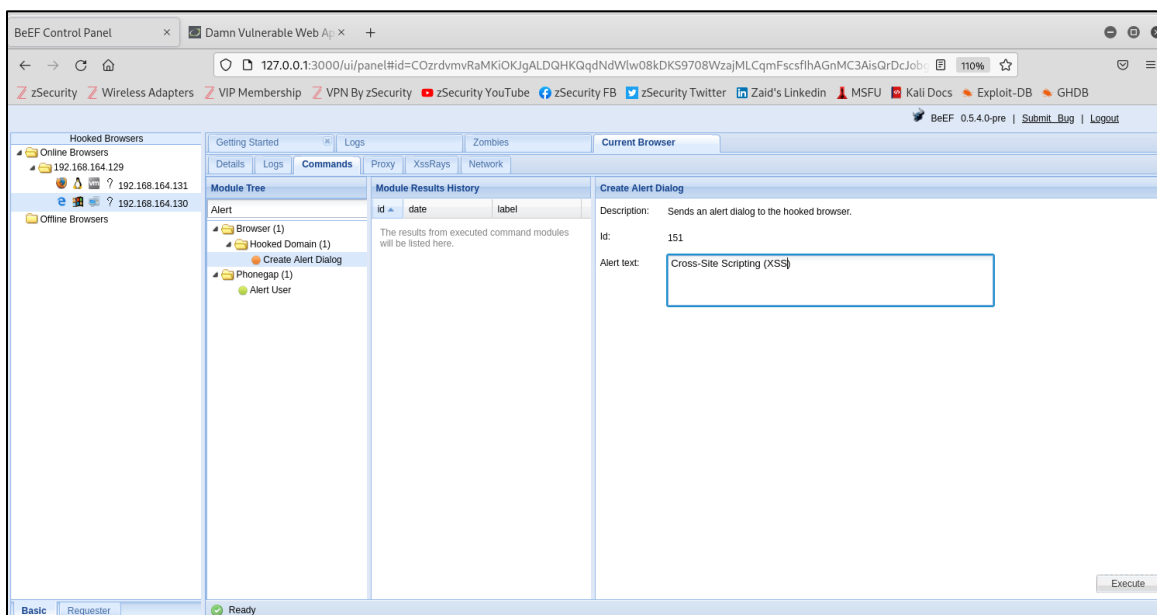 BeEF Control Panel × Damn Vulnerable Web Ap × +
127.0.0.1:3000/ui/panel#id=COzrdvmvRaMKiOKJgALDQHKQqdNdWlw08kDKS9708WzajMLCqmFscsflhAGnMC3AisQrDcJobg 110%
zSecurity Wireless Adapters VIP Membership VPN By zSecurity zSecurity YouTube zSecurity FB zSecurity Twitter Zaid's Linkedin MSFU Kali Docs Exploit-DB GHDB
BeEF 0.5.4.0-pre | Submit Bug | Logout
Hooked Browsers
Online Browsers
192.168.164.129
? 192.168.164.131
? 192.168.164.130
Offline Browsers
Basic Requester
Getting Started Logs Zombies Current Browser
Details Logs Commands Proxy XssRays Network
Module Tree
Alert
Browser (1)
Hooked Domain (1)
Create Alert Dialog
Phonegap (1)
Alert User
Module Results History
id date label
The results from executed command modules
will be listed here.
Create Alert Dialog
Description: Sends an alert dialog to the hooked browser.
Id: 151
Alert text: Cross-Site Scripting (XSS)
Execute
Ready